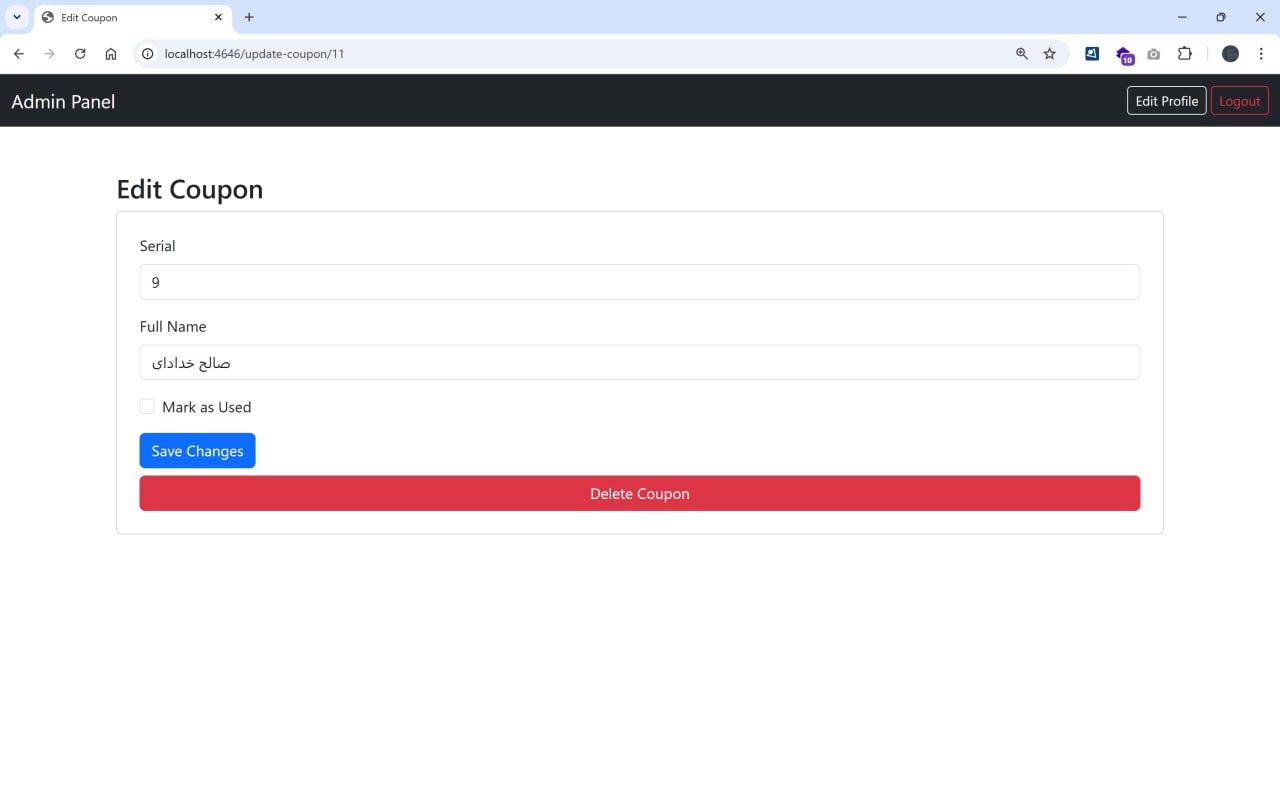 Edit Coupon
localhost:4646/update-coupon/11
10
Admin Panel
Edit Profile
Logout
Edit Coupon
Serial
9
Full Name
صالح خدادای
Mark as Used
Save Changes
Delete Coupon